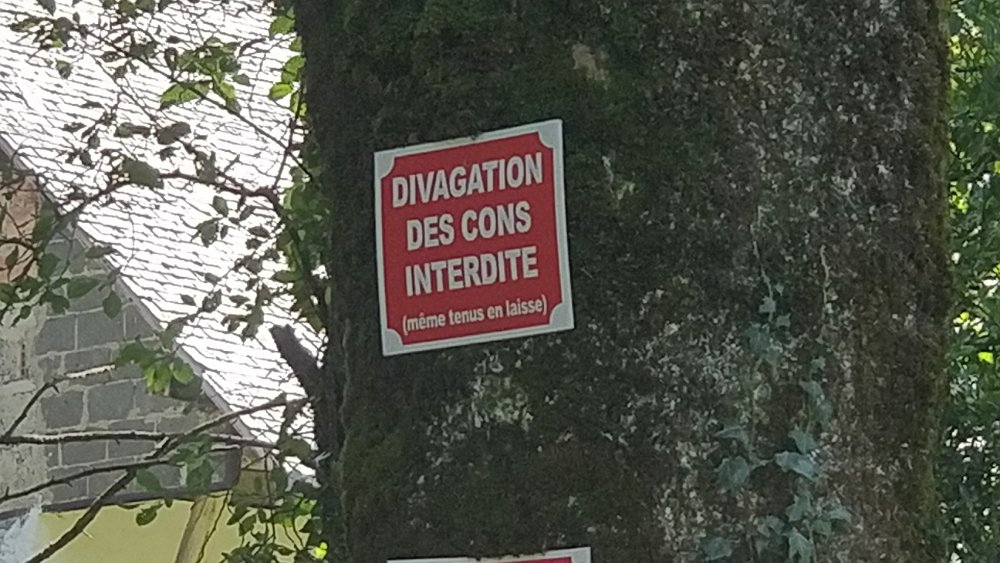 DIVAGATION
DES CONS
INTERDITE
(même tenus en laisse)